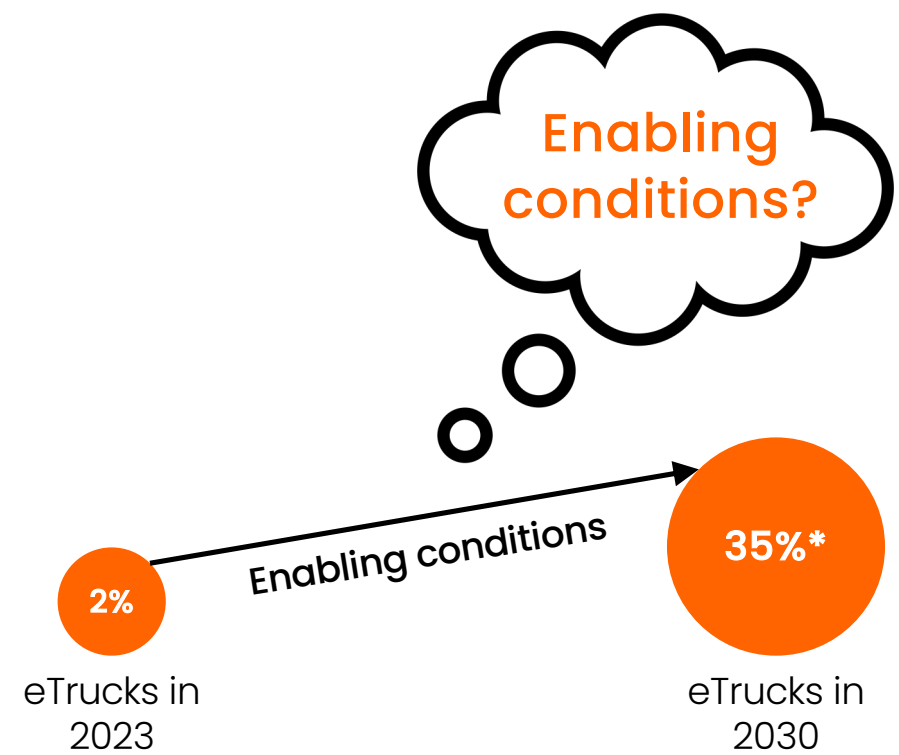 Enabling
conditions?
Enabling conditions
2%
35%*
eTrucks in
2023
eTrucks in
2030